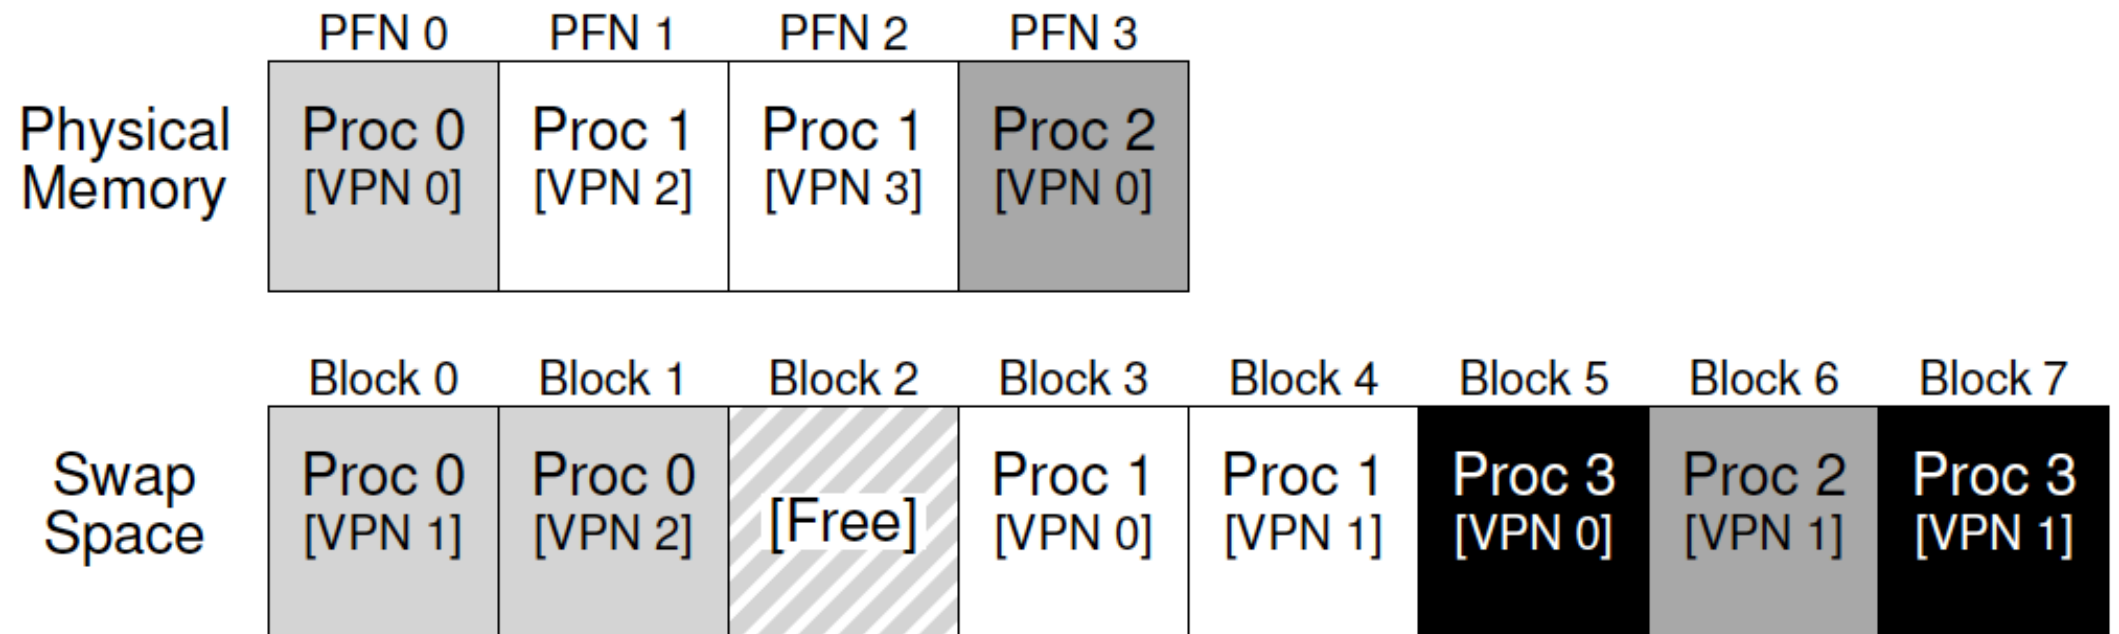 PFN 0 PFN 1 PFN 2 PFN 3
Physical Memory
Proc 0 [VPN 0]
Proc 1 [VPN 2]
Proc 1 [VPN 3]
Proc 2 [VPN 0]
Block 0 Block 1 Block 2 Block 3 Block 4 Block 5 Block 6 Block 7
Swap Space
Proc 0 [VPN 1]
Proc 0 [VPN 2]
[Free]
Proc 1 [VPN 0]
Proc 1 [VPN 1]
Proc 3 [VPN 0]
Proc 2 [VPN 1]
Proc 3 [VPN 1]